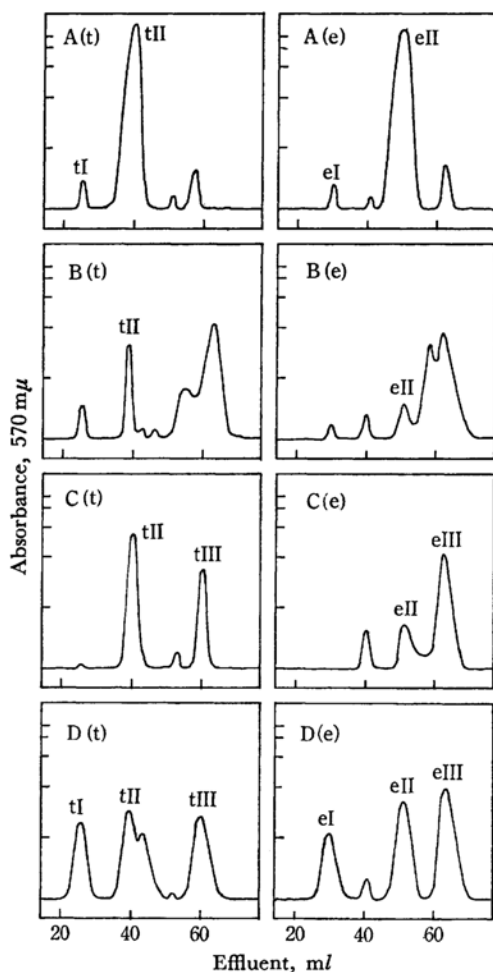 A(t) tII A(e) eII
tI eI
B(t) B(e)
tII eII
C(t) C(e)
tII tIII eIII
eII
D(t) D(e)
tI tII tIII eI eII eIII
20 40 60 20 40 60
Effluent, ml
Absorbance, 570 mμ